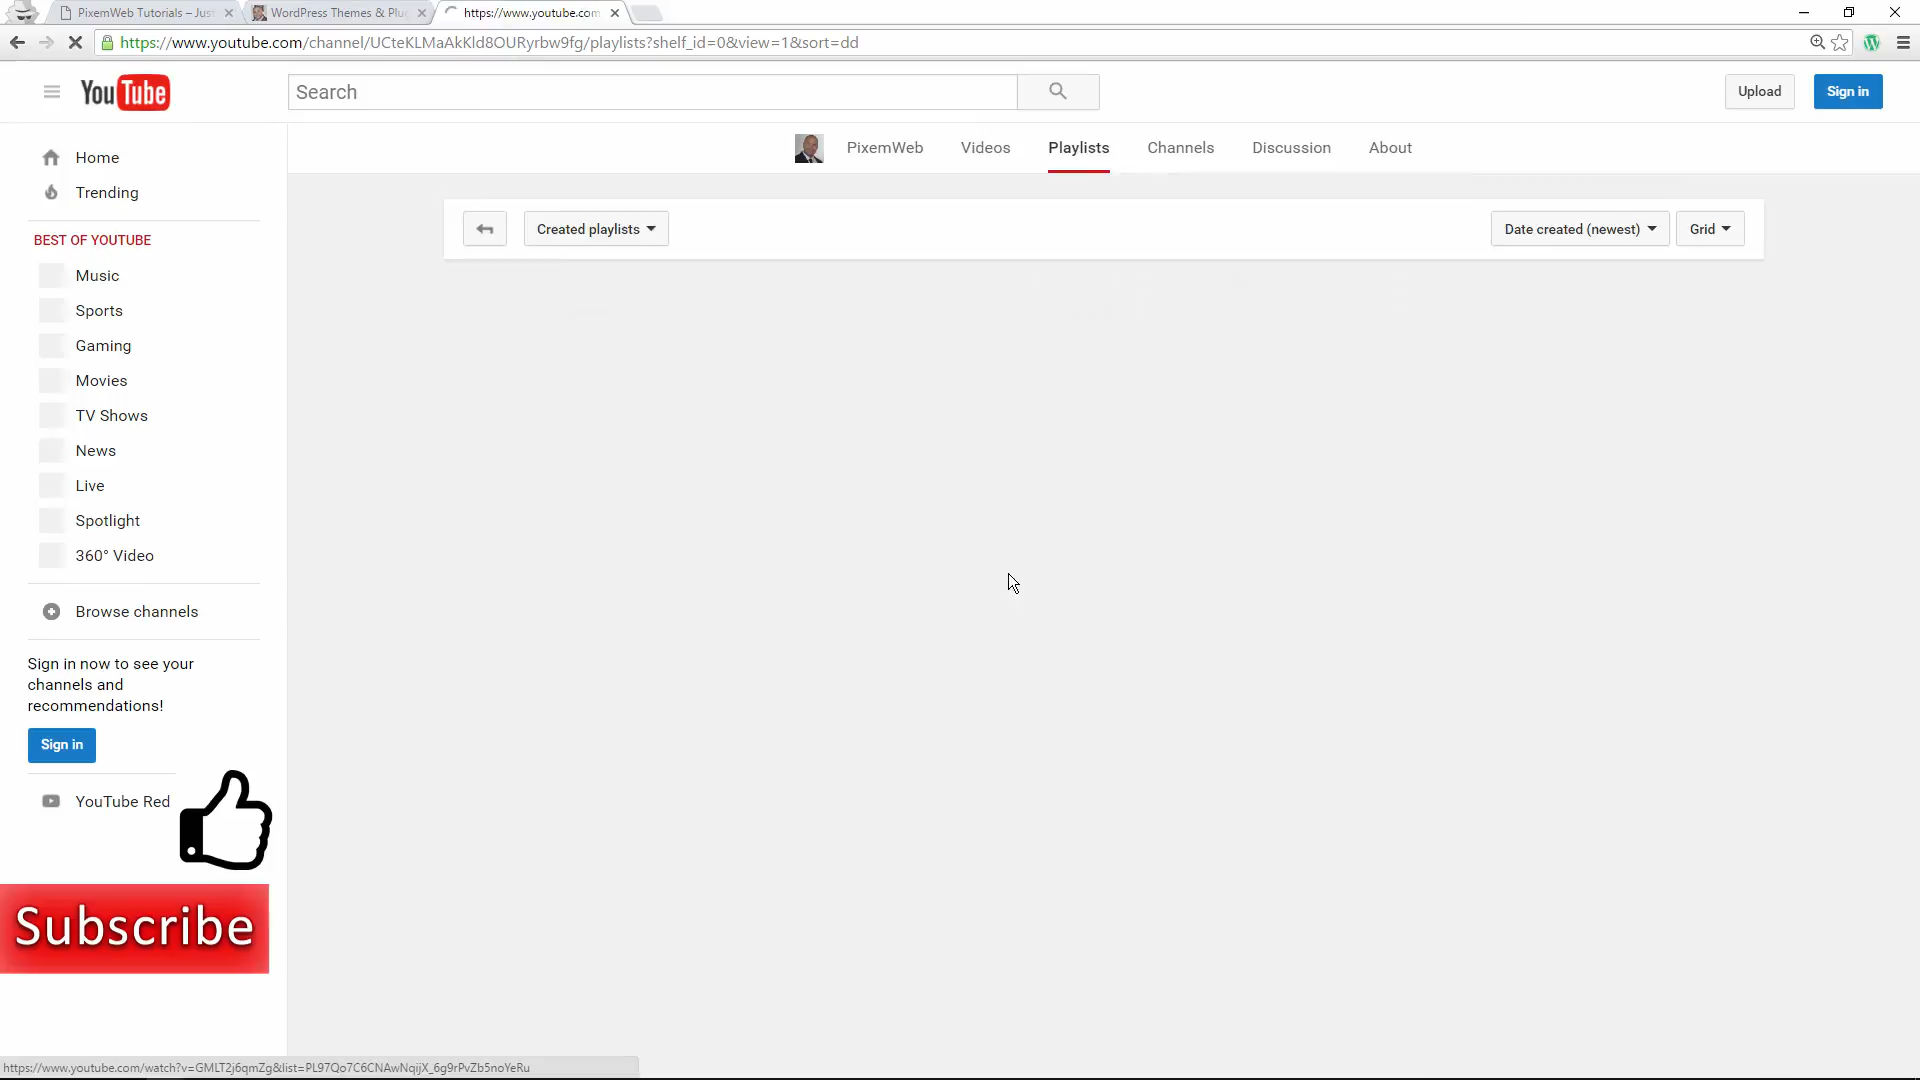 PixemWeb Tutorials – Just
WordPress Themes & Plug
https://www.youtube.com
https://www.youtube.com/channel/UCteKLMaAkKld8OURyrbw9fg/playlists?shelf_id=0&view=1&sort=dd
YouTube
Search
Upload
Sign in
PixemWeb
Videos
Playlists
Channels
Discussion
About
Created playlists
Date created (newest)
Grid
Home
Trending
BEST OF YOUTUBE
Music
Sports
Gaming
Movies
TV Shows
News
Live
Spotlight
360° Video
Browse channels
Sign in now to see your
channels and
recommendations!
Sign in
YouTube Red
Subscribe
https://www.youtube.com/watch?v=GMLT2j6qmZg&list=PL97Qo7C6CNAwNqijX_6g9rPvZb5noYeRu